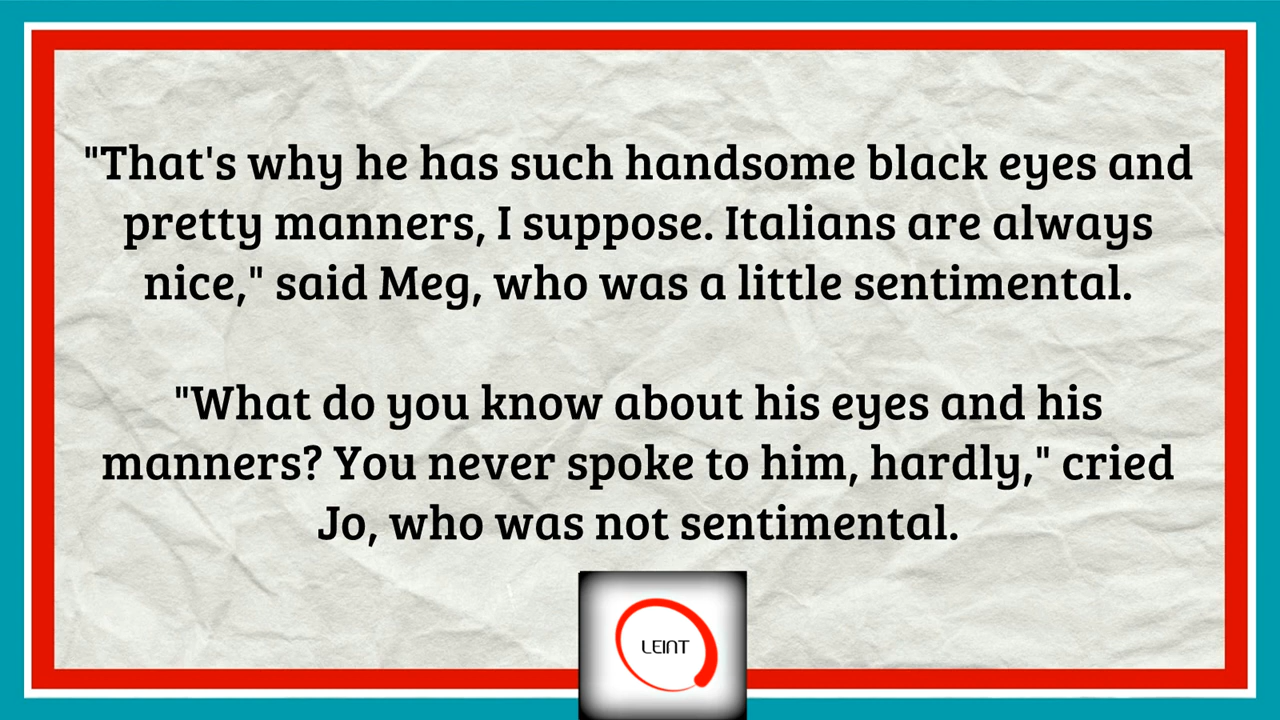 "That's why he has such handsome black eyes and
pretty manners, I suppose. Italians are always
nice," said Meg, who was a little sentimental.
"What do you know about his eyes and his
manners? You never spoke to him, hardly," cried
Jo, who was not sentimental.
LEINT